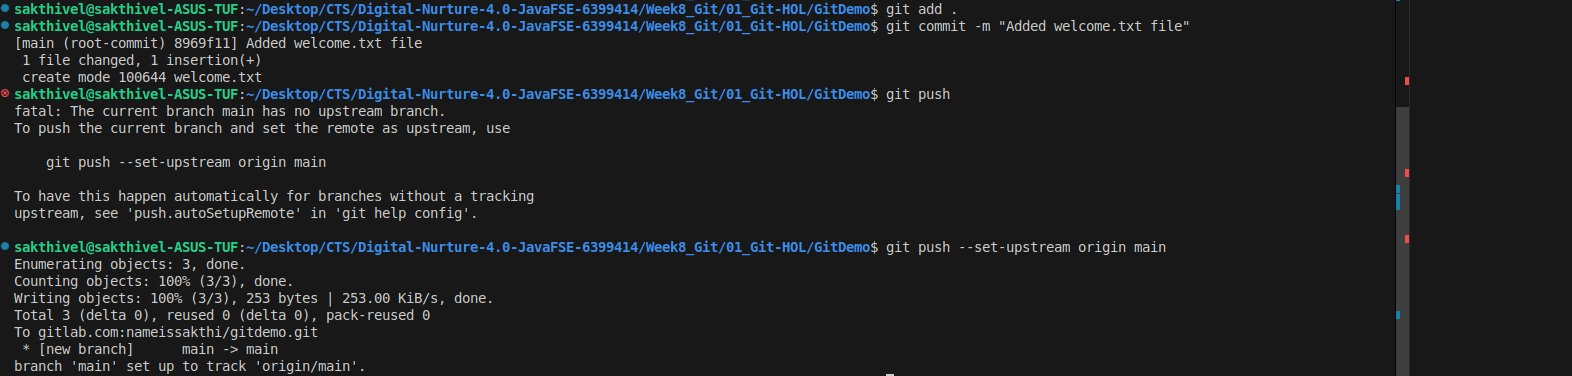 sakthivel@sakthivel-ASUS-TUF:~/Desktop/CTS/Digital-Nurture-4.0-JavaFSE-6399414/Week8_Git/01_Git-HOL/GitDemo$ git add .
sakthivel@sakthivel-ASUS-TUF:~/Desktop/CTS/Digital-Nurture-4.0-JavaFSE-6399414/Week8_Git/01_Git-HOL/GitDemo$ git commit -m "Added welcome.txt file"
[main (root-commit) 8969f11] Added welcome.txt file
 1 file changed, 1 insertion(+)
 create mode 100644 welcome.txt
sakthivel@sakthivel-ASUS-TUF:~/Desktop/CTS/Digital-Nurture-4.0-JavaFSE-6399414/Week8_Git/01_Git-HOL/GitDemo$ git push
fatal: The current branch main has no upstream branch.
To push the current branch and set the remote as upstream, use

    git push --set-upstream origin main

To have this happen automatically for branches without a tracking
upstream, see 'push.autoSetupRemote' in 'git help config'.

sakthivel@sakthivel-ASUS-TUF:~/Desktop/CTS/Digital-Nurture-4.0-JavaFSE-6399414/Week8_Git/01_Git-HOL/GitDemo$ git push --set-upstream origin main
Enumerating objects: 3, done.
Counting objects: 100% (3/3), done.
Writing objects: 100% (3/3), 253 bytes | 253.00 KiB/s, done.
Total 3 (delta 0), reused 0 (delta 0), pack-reused 0
To gitlab.com:nameissakthi/gitdemo.git
 * [new branch]      main -> main
branch 'main' set up to track 'origin/main'.